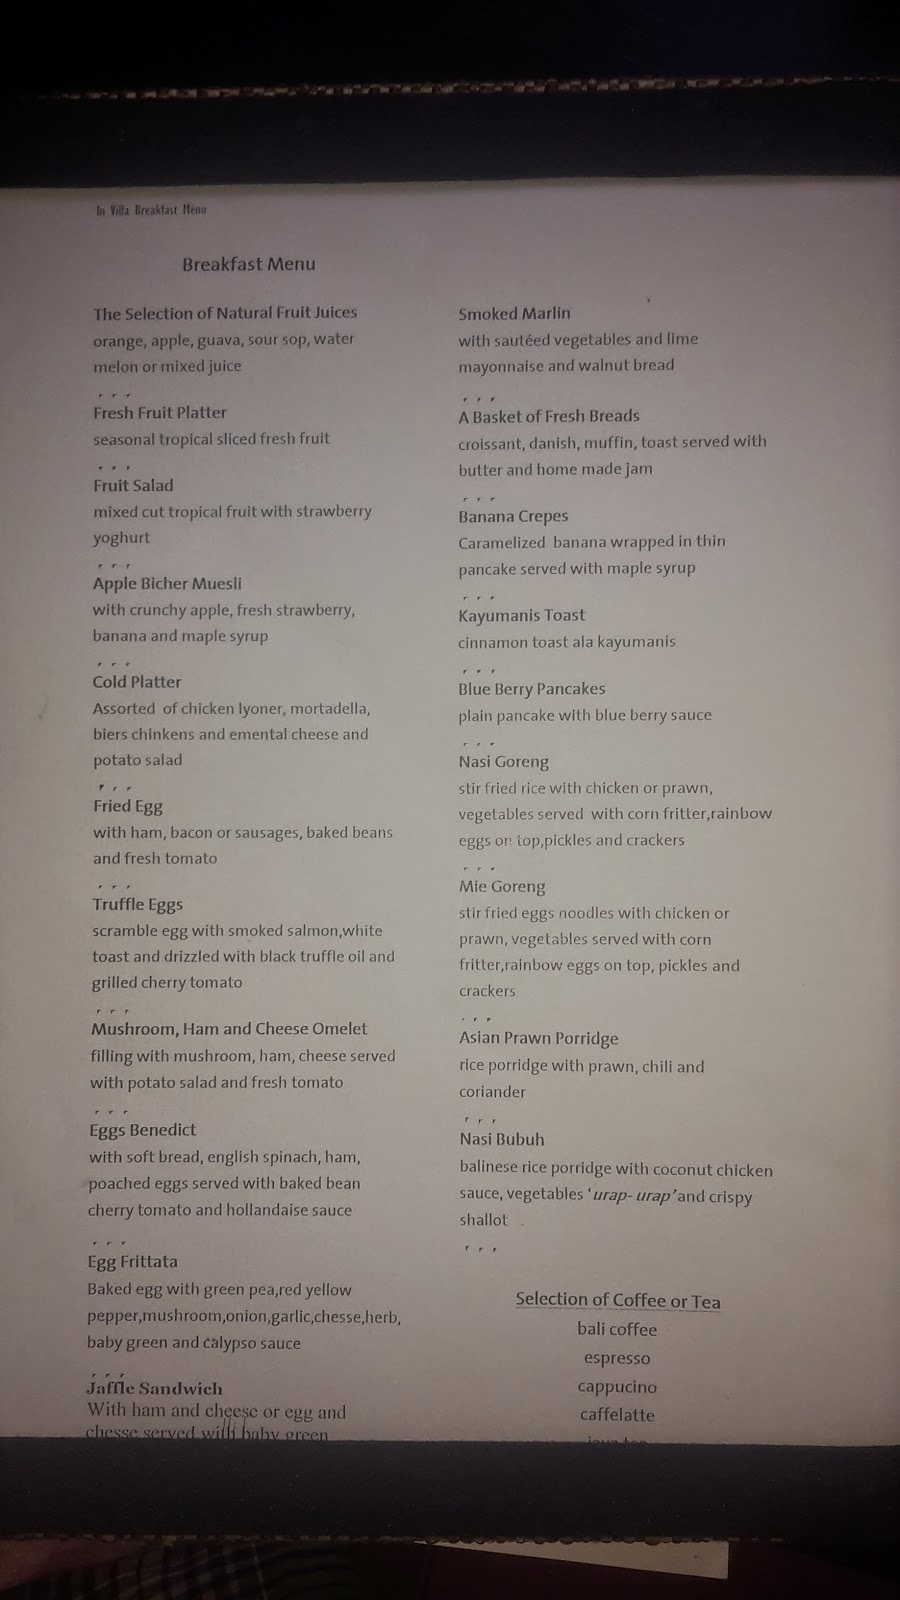 In Villa Breakfast Menu
Breakfast Menu
The Selection of Natural Fruit Juices
orange, apple, guava, sour sop, water
melon or mixed juice
, , ,
Fresh Fruit Platter
seasonal tropical sliced fresh fruit
, , ,
Fruit Salad
mixed cut tropical fruit with strawberry
yoghurt
, , ,
Apple Bicher Muesli
with crunchy apple, fresh strawberry,
banana and maple syrup
, , ,
Cold Platter
Assorted of chicken lyoner, mortadella,
biers chinkens and emental cheese and
potato salad
, , ,
Fried Egg
with ham, bacon or sausages, baked beans
and fresh tomato
, , ,
Truffle Eggs
scramble egg with smoked salmon,white
toast and drizzled with black truffle oil and
grilled cherry tomato
, , ,
Mushroom, Ham and Cheese Omelet
filling with mushroom, ham, cheese served
with potato salad and fresh tomato
, , ,
Eggs Benedict
with soft bread, english spinach, ham,
poached eggs served with baked bean
cherry tomato and hollandaise sauce
, , ,
Egg Frittata
Baked egg with green pea,red yellow
pepper,mushroom,onion,garlic,chesse,herb,
baby green and calypso sauce
, , ,
Jaffle Sandwich
With ham and cheese or egg and
chesse served with baby green
Smoked Marlin
with sautéed vegetables and lime
mayonnaise and walnut bread
, , ,
A Basket of Fresh Breads
croissant, danish, muffin, toast served with
butter and home made jam
, , ,
Banana Crepes
Caramelized banana wrapped in thin
pancake served with maple syrup
, , ,
Kayumanis Toast
cinnamon toast ala kayumanis
, , ,
Blue Berry Pancakes
plain pancake with blue berry sauce
, , ,
Nasi Goreng
stir fried rice with chicken or prawn,
vegetables served with corn fritter,rainbow
eggs on top,pickles and crackers
, , ,
Mie Goreng
stir fried eggs noodles with chicken or
prawn, vegetables served with corn
fritter,rainbow eggs on top, pickles and
crackers
, , ,
Asian Prawn Porridge
rice porridge with prawn, chili and
coriander
, , ,
Nasi Bubuh
balinese rice porridge with coconut chicken
sauce, vegetables ‘urap- urap’and crispy
shallot
, , ,
Selection of Coffee or Tea
bali coffee
espresso
cappucino
caffelatte